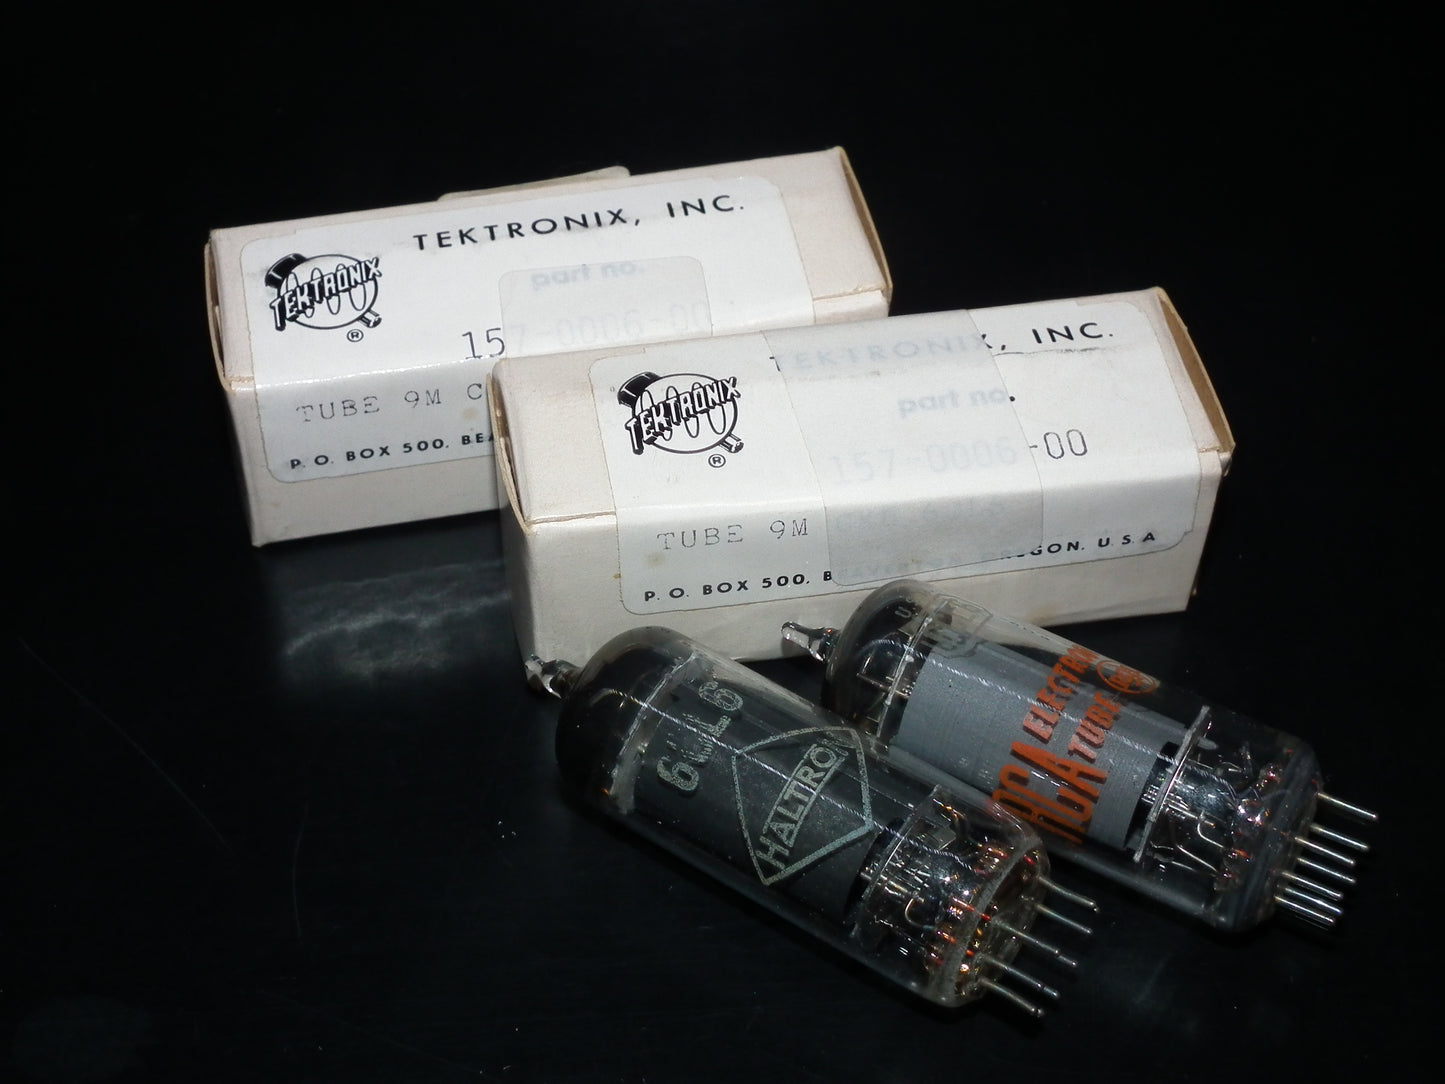 TEKTRONIX, INC.
TEKTRONIX
®
part no.
157-0006-00
TUBE 9M C
P. O. BOX 500. BEA
TEKTRONIX, INC.
TEKTRONIX
®
part no.
157-0006-00
TUBE 9M
P. O. BOX 500. BEAVERTON, OREGON. U. S. A
HALTRON
RCA
ELECTRON
TUBE